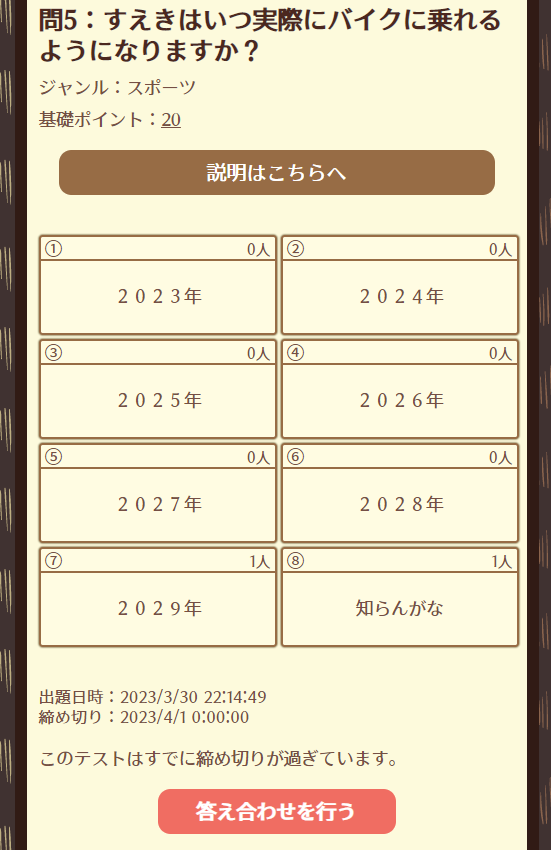 問5：すえきはいつ実際にバイクに乗れる
ようになりますか？
ジャンル：スポーツ
基礎ポイント：20
説明はこちらへ
① 0人 ② 0人
２０２３年 ２０２４年
③ 0人 ④ 0人
２０２５年 ２０２６年
⑤ 0人 ⑥ 0人
２０２７年 ２０２８年
⑦ 1人 ⑧ 1人
２０２９年 知らんがな
出題日時：2023/3/30 22:14:49
締め切り：2023/4/1 0:00:00
このテストはすでに締め切りが過ぎています。
答え合わせを行う